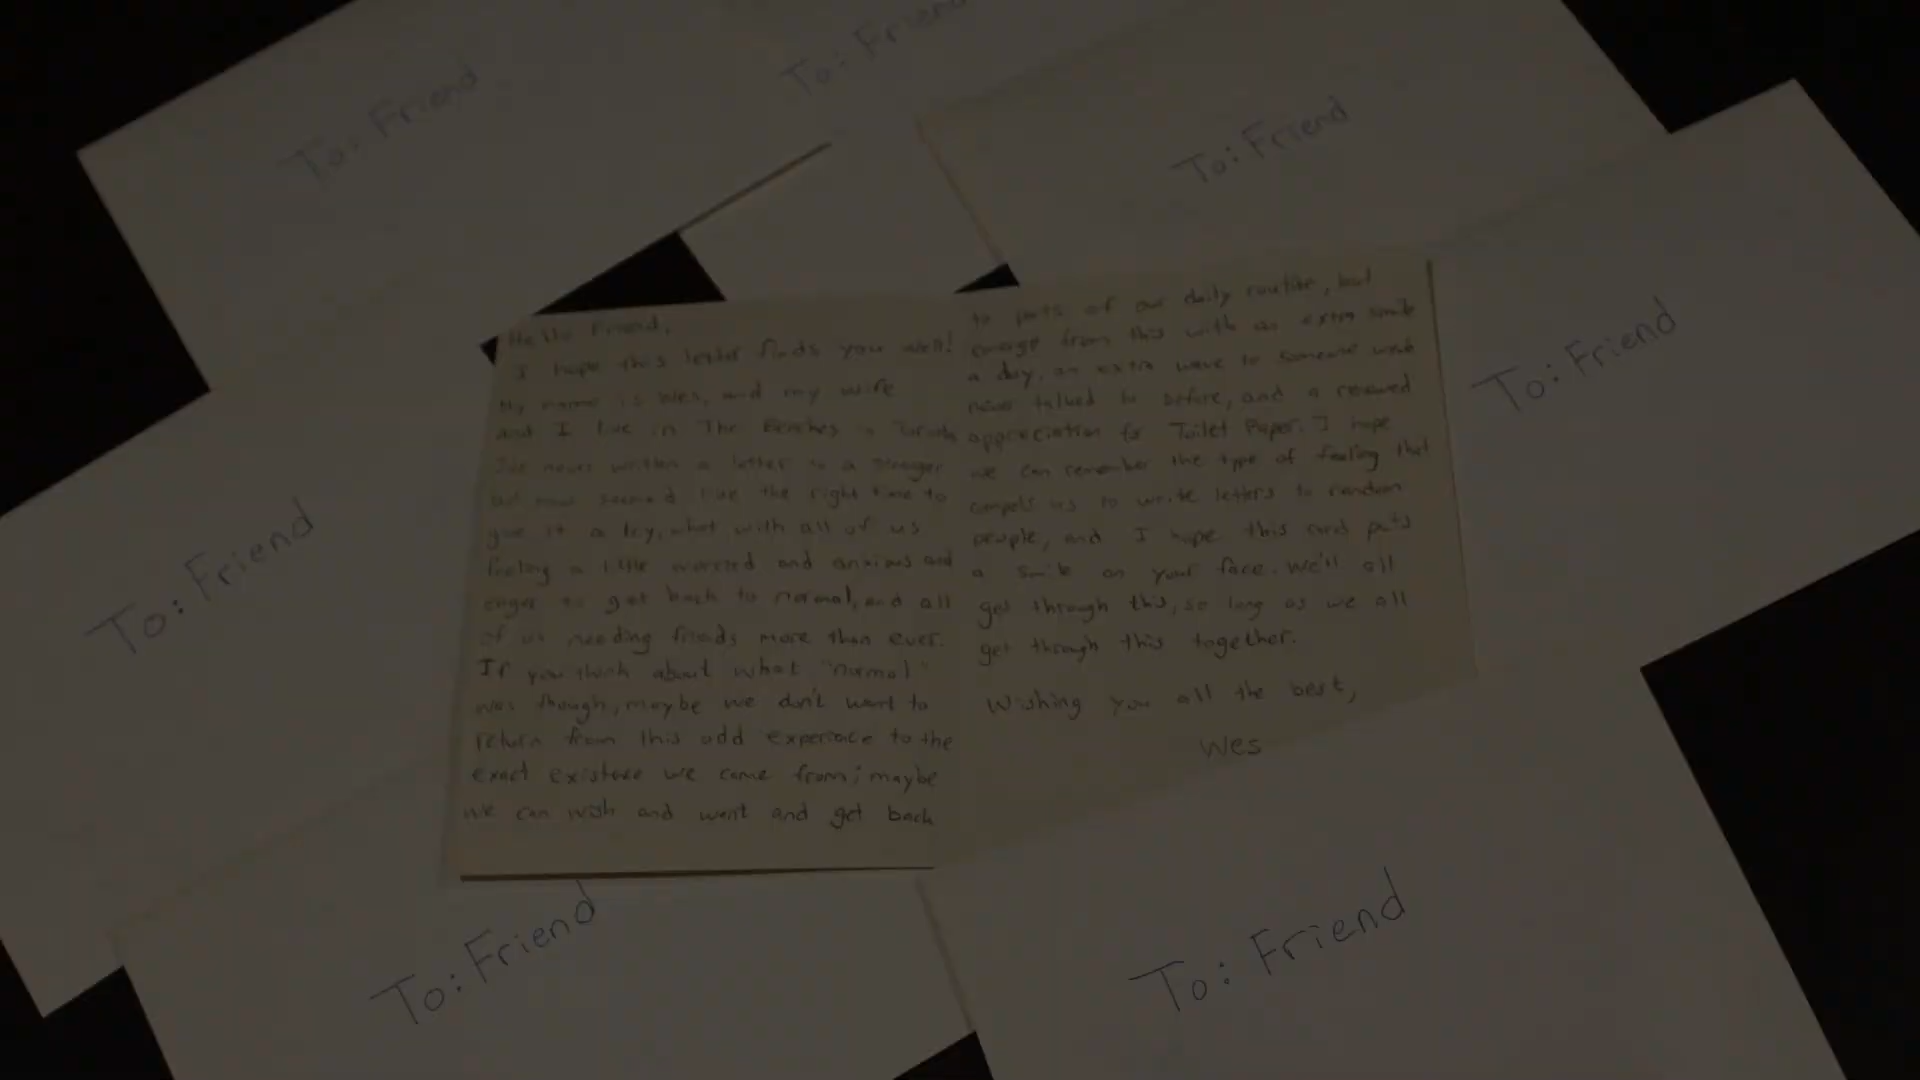 To: Friend
To: Friend
To: Friend
To: Friend
To: Friend
Hello Friend,
I hope this letter finds you well!
My name is Wes, and my wife
and I live in The Beaches in Toronto
I've never written a letter to a stranger
but now seemed like the right time to
give it a try, what with all of us
feeling a little worried and anxious and
eager to get back to normal, and all
of us needing friends more than ever.
If you think about what "normal"
was though, maybe we don't want to
return from this odd experience to the
exact existence we came from; maybe
we can wish and want and get back
to parts of our daily routine, but
emerge from this with an extra smile
a day, an extra wave to someone we've
never talked to before, and a renewed
appreciation for Toilet Paper. I hope
we can remember the type of feeling that
compels us to write letters to random
people, and I hope this card puts
a smile on your face. We'll all
get through this, so long as we all
get through this together.
Wishing you all the best,
Wes
To: Friend
To: Friend